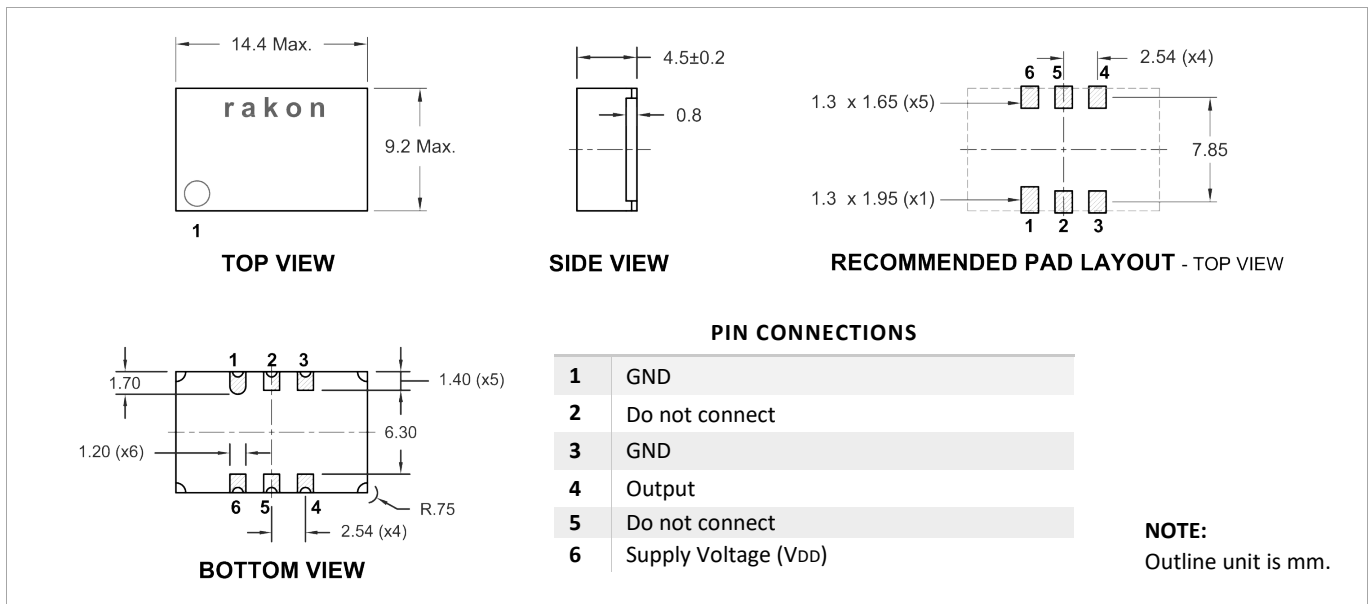 14.4 Max.
rakon
9.2 Max.
1
TOP VIEW
4.5±0.2
0.8
SIDE VIEW
2.54 (x4)
6 5 4
1.3 x 1.65 (x5)
7.85
1.3 x 1.95 (x1)
1 2 3
RECOMMENDED PAD LAYOUT - TOP VIEW
1 2 3
1.70
1.40 (x5)
6.30
1.20 (x6)
6 5 4
R.75
2.54 (x4)
BOTTOM VIEW
PIN CONNECTIONS
1 GND
2 Do not connect
3 GND
4 Output
5 Do not connect
6 Supply Voltage (VDD)
NOTE:
Outline unit is mm.